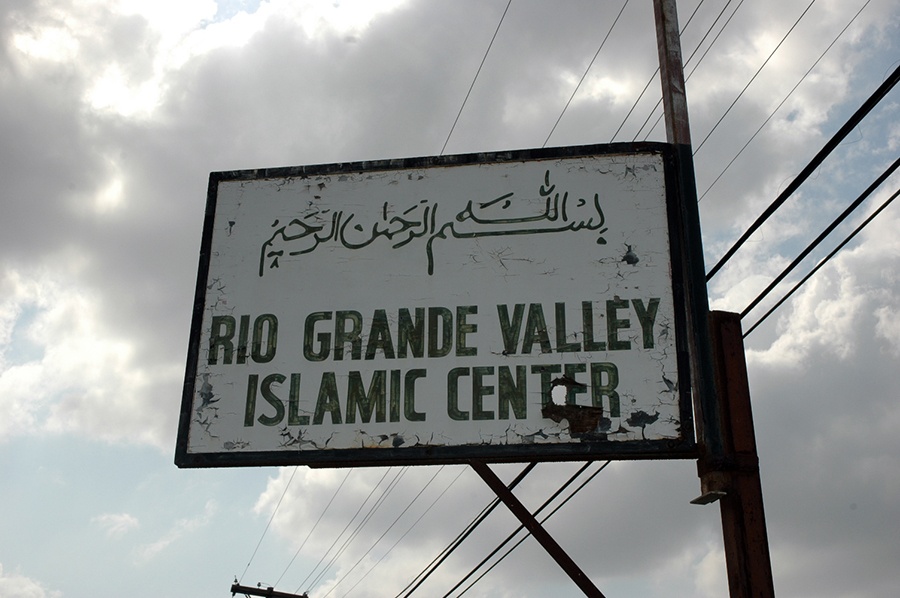 بسم الله الرحمن الرحيم
RIO GRANDE VALLEY
ISLAMIC CENTER